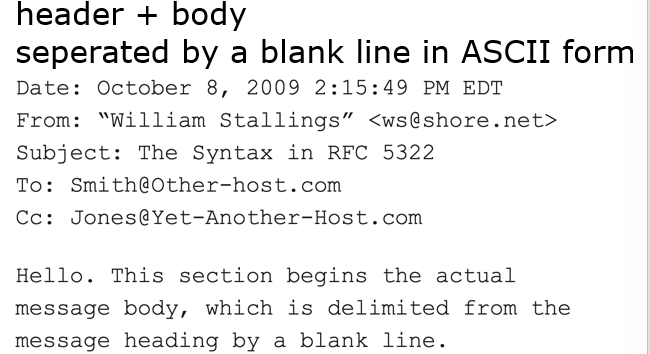 header + body
seperated by a blank line in ASCII form
Date: October 8, 2009 2:15:49 PM EDT
From: “William Stallings” <ws@shore.net>
Subject: The Syntax in RFC 5322
To: Smith@Other-host.com
Cc: Jones@Yet-Another-Host.com
Hello. This section begins the actual
message body, which is delimited from the
message heading by a blank line.